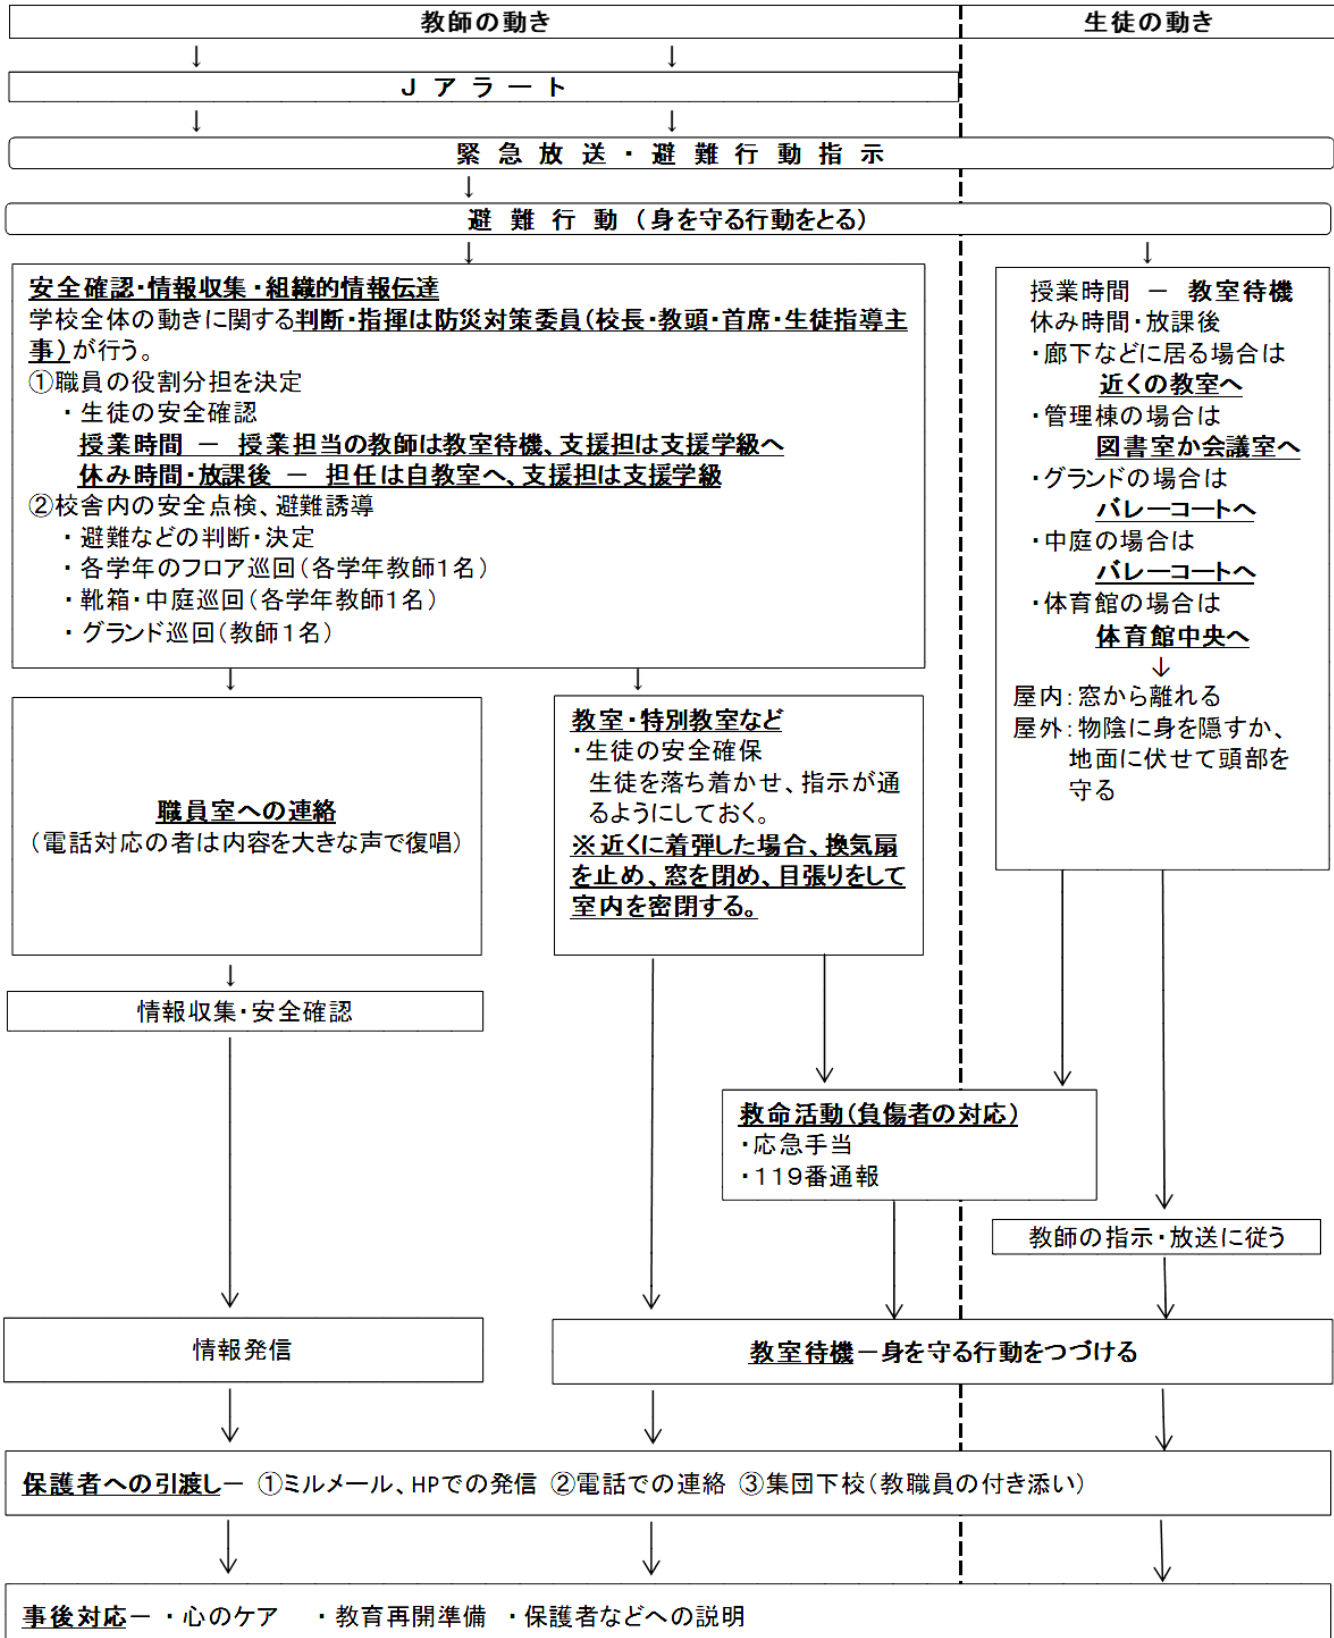 教師の動き
生徒の動き
Jアラート
緊急放送・避難行動指示
避難行動(身を守る行動をとる)
安全確認・情報収集・組織的情報伝達
学校全体の動きに関する判断・指揮は防災対策委員(校長・教頭・首席・生徒指導主
事)が行う。
①職員の役割分担を決定
・生徒の安全確認
授業時間 － 授業担当の教師は教室待機、支援担は支援学級へ
休み時間・放課後 － 担任は自教室へ、支援担は支援学級
②校舎内の安全点検、避難誘導
・避難などの判断・決定
・各学年のフロア巡回(各学年教師1名)
・靴箱・中庭巡回(各学年教師1名)
・グランド巡回(教師1名)
授業時間 － 教室待機
休み時間・放課後
・廊下などに居る場合は
近くの教室へ
・管理棟の場合は
図書室か会議室へ
・グランドの場合は
バレーコートへ
・中庭の場合は
バレーコートへ
・体育館の場合は
体育館中央へ
屋内：窓から離れる
屋外：物陰に身を隠すか、
地面に伏せて頭部を
守る
職員室への連絡
(電話対応の者は内容を大きな声で復唱)
教室・特別教室など
・生徒の安全確保
生徒を落ち着かせ、指示が通
るようにしておく。
※近くに着弾した場合、換気扇
を止め、窓を閉め、目張りをして
室内を密閉する。
情報収集・安全確認
救命活動(負傷者の対応)
・応急手当
・119番通報
教師の指示・放送に従う
情報発信
教室待機－身を守る行動をつづける
保護者への引渡し－ ①ミルメール、HPでの発信 ②電話での連絡 ③集団下校(教職員の付き添い)
事後対応－ ・心のケア ・教育再開準備 ・保護者などへの説明